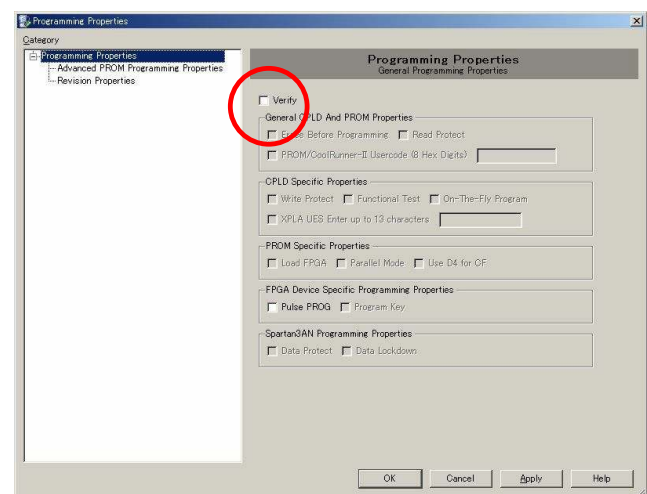 Programming Properties
Category
Programming Properties
Advanced PROM Programming Properties
Revision Properties
Programming Properties
General Programming Properties
Verify
General CPLD And PROM Properties
Erase Before Programming Read Protect
PROM/CoolRunner-II Usercode (8 Hex Digits)
CPLD Specific Properties
Write Protect Functional Test On-The-Fly Program
XPLA UES Enter up to 13 characters
PROM Specific Properties
Load FPGA Parallel Mode Use D4 for CF
FPGA Device Specific Programming Properties
Pulse PROG Program Key
Spartan3AN Programming Properties
Data Protect Data Lockdown
OK Cancel Apply Help